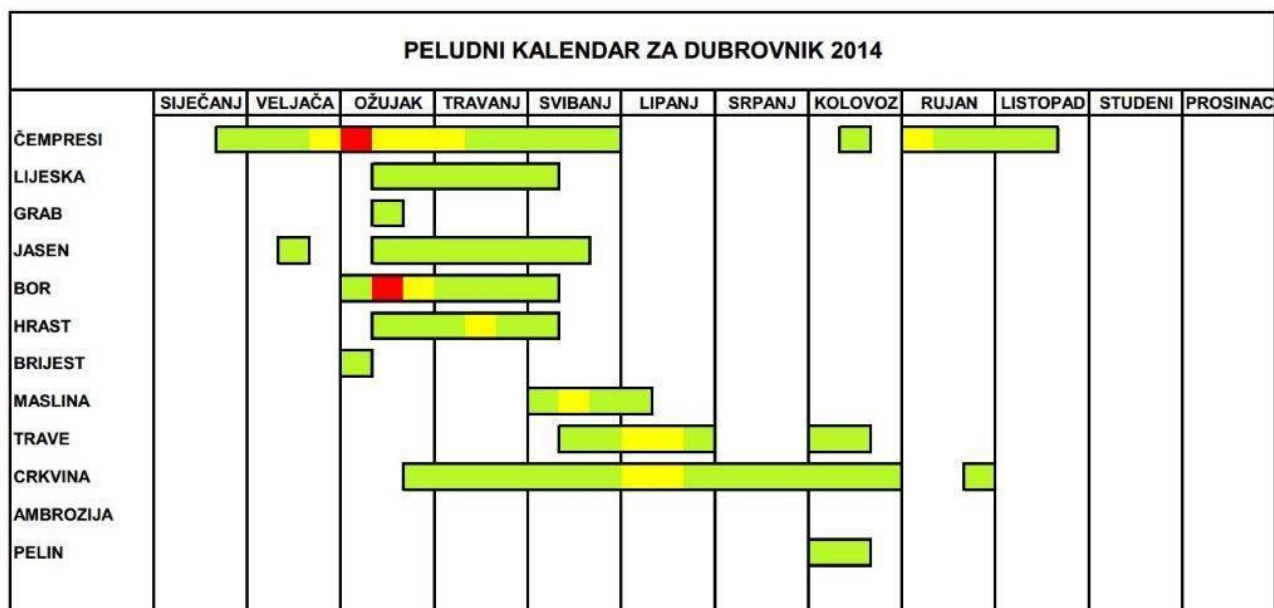 PELUDNI KALENDAR ZA DUBROVNIK 2014
SIJEČANJ VELJAČA OŽUJAK TRAVANJ SVIBANJ LIPANJ SRPANJ KOLOVOZ RUJAN LISTOPAD STUDENI PROSINAC
ČEMPRESI
LIJESKA
GRAB
JASEN
BOR
HRAST
BRIJEST
MASLINA
TRAVE
CRKVINA
AMBROZIJA
PELIN